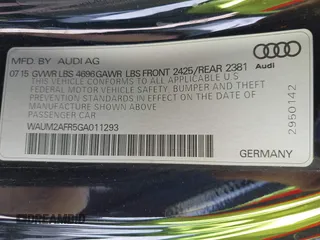 MFD. BY AUDI AG
Audi
07 15 GVWR LBS 4696 GAWR LBS FRONT 2425/REAR 2381
THIS VEHICLE CONFORMS TO ALL APPLICABLE U.S.
FEDERAL MOTOR VEHICLE SAFETY, BUMPER AND THEFT
PREVENTION STANDARDS IN EFFECT ON THE DATE OF
MANUFACTURE SHOWN ABOVE.
PASSENGER CAR
WAUM2AFR5GA011293
GERMANY
2950142